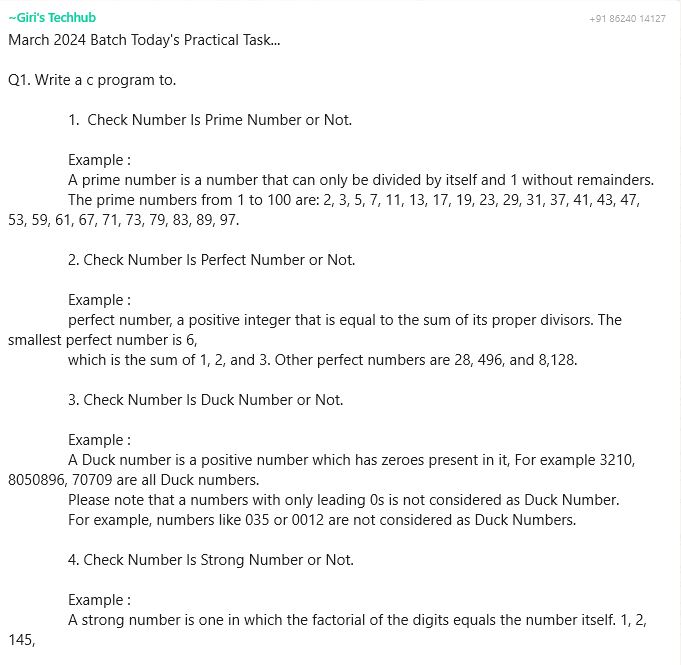 ~Giri's Techhub
+91 86240 14127
March 2024 Batch Today's Practical Task...
Q1. Write a c program to.
1. Check Number Is Prime Number or Not.
Example :
A prime number is a number that can only be divided by itself and 1 without remainders.
The prime numbers from 1 to 100 are: 2, 3, 5, 7, 11, 13, 17, 19, 23, 29, 31, 37, 41, 43, 47,
53, 59, 61, 67, 71, 73, 79, 83, 89, 97.
2. Check Number Is Perfect Number or Not.
Example :
perfect number, a positive integer that is equal to the sum of its proper divisors. The
smallest perfect number is 6,
which is the sum of 1, 2, and 3. Other perfect numbers are 28, 496, and 8,128.
3. Check Number Is Duck Number or Not.
Example :
A Duck number is a positive number which has zeroes present in it, For example 3210,
8050896, 70709 are all Duck numbers.
Please note that a numbers with only leading 0s is not considered as Duck Number.
For example, numbers like 035 or 0012 are not considered as Duck Numbers.
4. Check Number Is Strong Number or Not.
Example :
A strong number is one in which the factorial of the digits equals the number itself. 1, 2,
145,